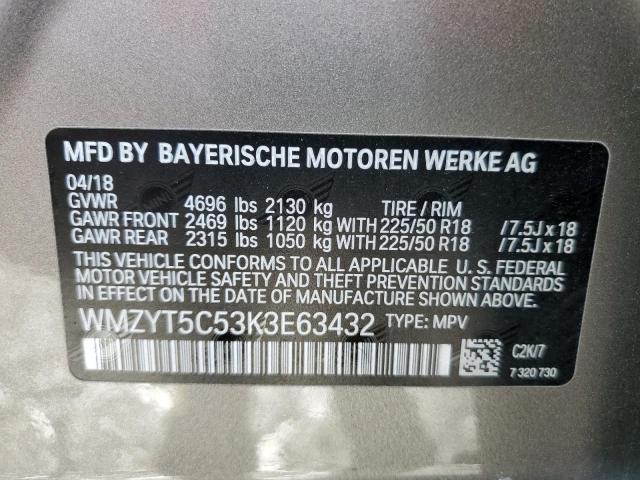 MFD BY BAYERISCHE MOTOREN WERKE AG
04/18
GVWR 4696 lbs 2130 kg TIRE / RIM
GAWR FRONT 2469 lbs 1120 kg WITH 225/50 R18 /7.5J x 18
GAWR REAR 2315 lbs 1050 kg WITH 225/50 R18 /7.5J x 18
THIS VEHICLE CONFORMS TO ALL APPLICABLE U. S. FEDERAL
MOTOR VEHICLE SAFETY AND THEFT PREVENTION STANDARDS
IN EFFECT ON THE DATE OF MANUFACTURE SHOWN ABOVE.
WMZYT5C53K3E63432 TYPE: MPV
C2K/7
7 320 730